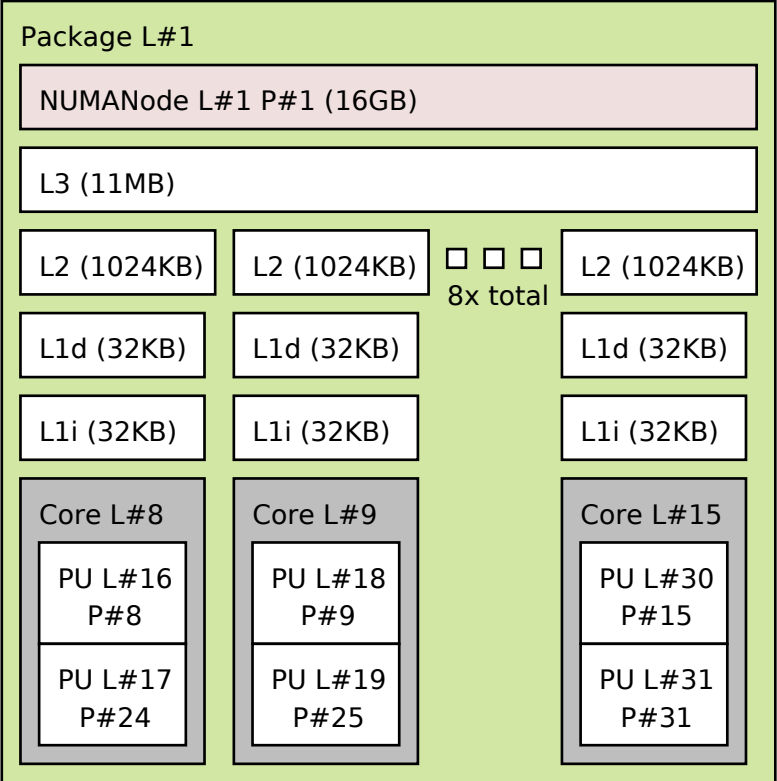 Package L#1
NUMANode L#1 P#1 (16GB)
L3 (11MB)
L2 (1024KB)
L2 (1024KB)
L2 (1024KB)
8x total
L1d (32KB)
L1d (32KB)
L1d (32KB)
L1i (32KB)
L1i (32KB)
L1i (32KB)
Core L#8
PU L#16
P#8
PU L#17
P#24
Core L#9
PU L#18
P#9
PU L#19
P#25
Core L#15
PU L#30
P#15
PU L#31
P#31